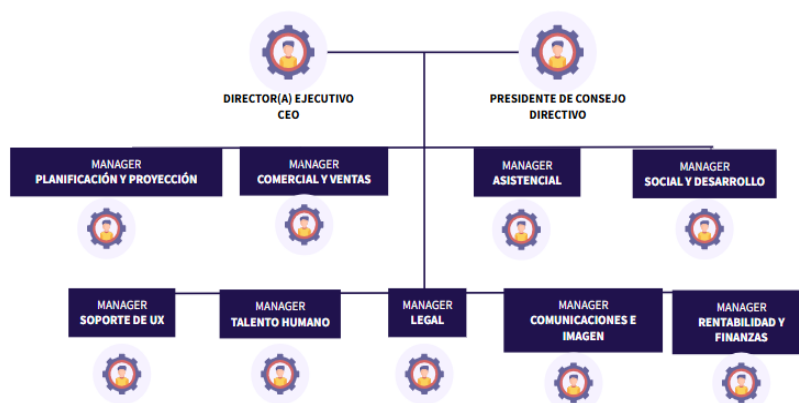 DIRECTOR(A) EJECUTIVO
CEO
PRESIDENTE DE CONSEJO
DIRECTIVO
MANAGER
PLANIFICACIÓN Y PROYECCIÓN
MANAGER
COMERCIAL Y VENTAS
MANAGER
ASISTENCIAL
MANAGER
SOCIAL Y DESARROLLO
MANAGER
SOPORTE DE UX
MANAGER
TALENTO HUMANO
MANAGER
LEGAL
MANAGER
COMUNICACIONES E
IMAGEN
MANAGER
RENTABILIDAD Y
FINANZAS